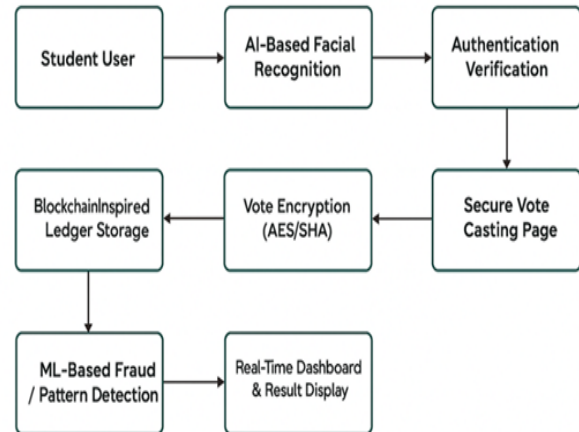 Student User
AI-Based Facial
Recognition
Authentication
Verification
BlockchainInspired
Ledger Storage
Vote Encryption
(AES/SHA)
Secure Vote
Casting Page
ML-Based Fraud
/ Pattern Detection
Real-Time Dashboard
& Result Display